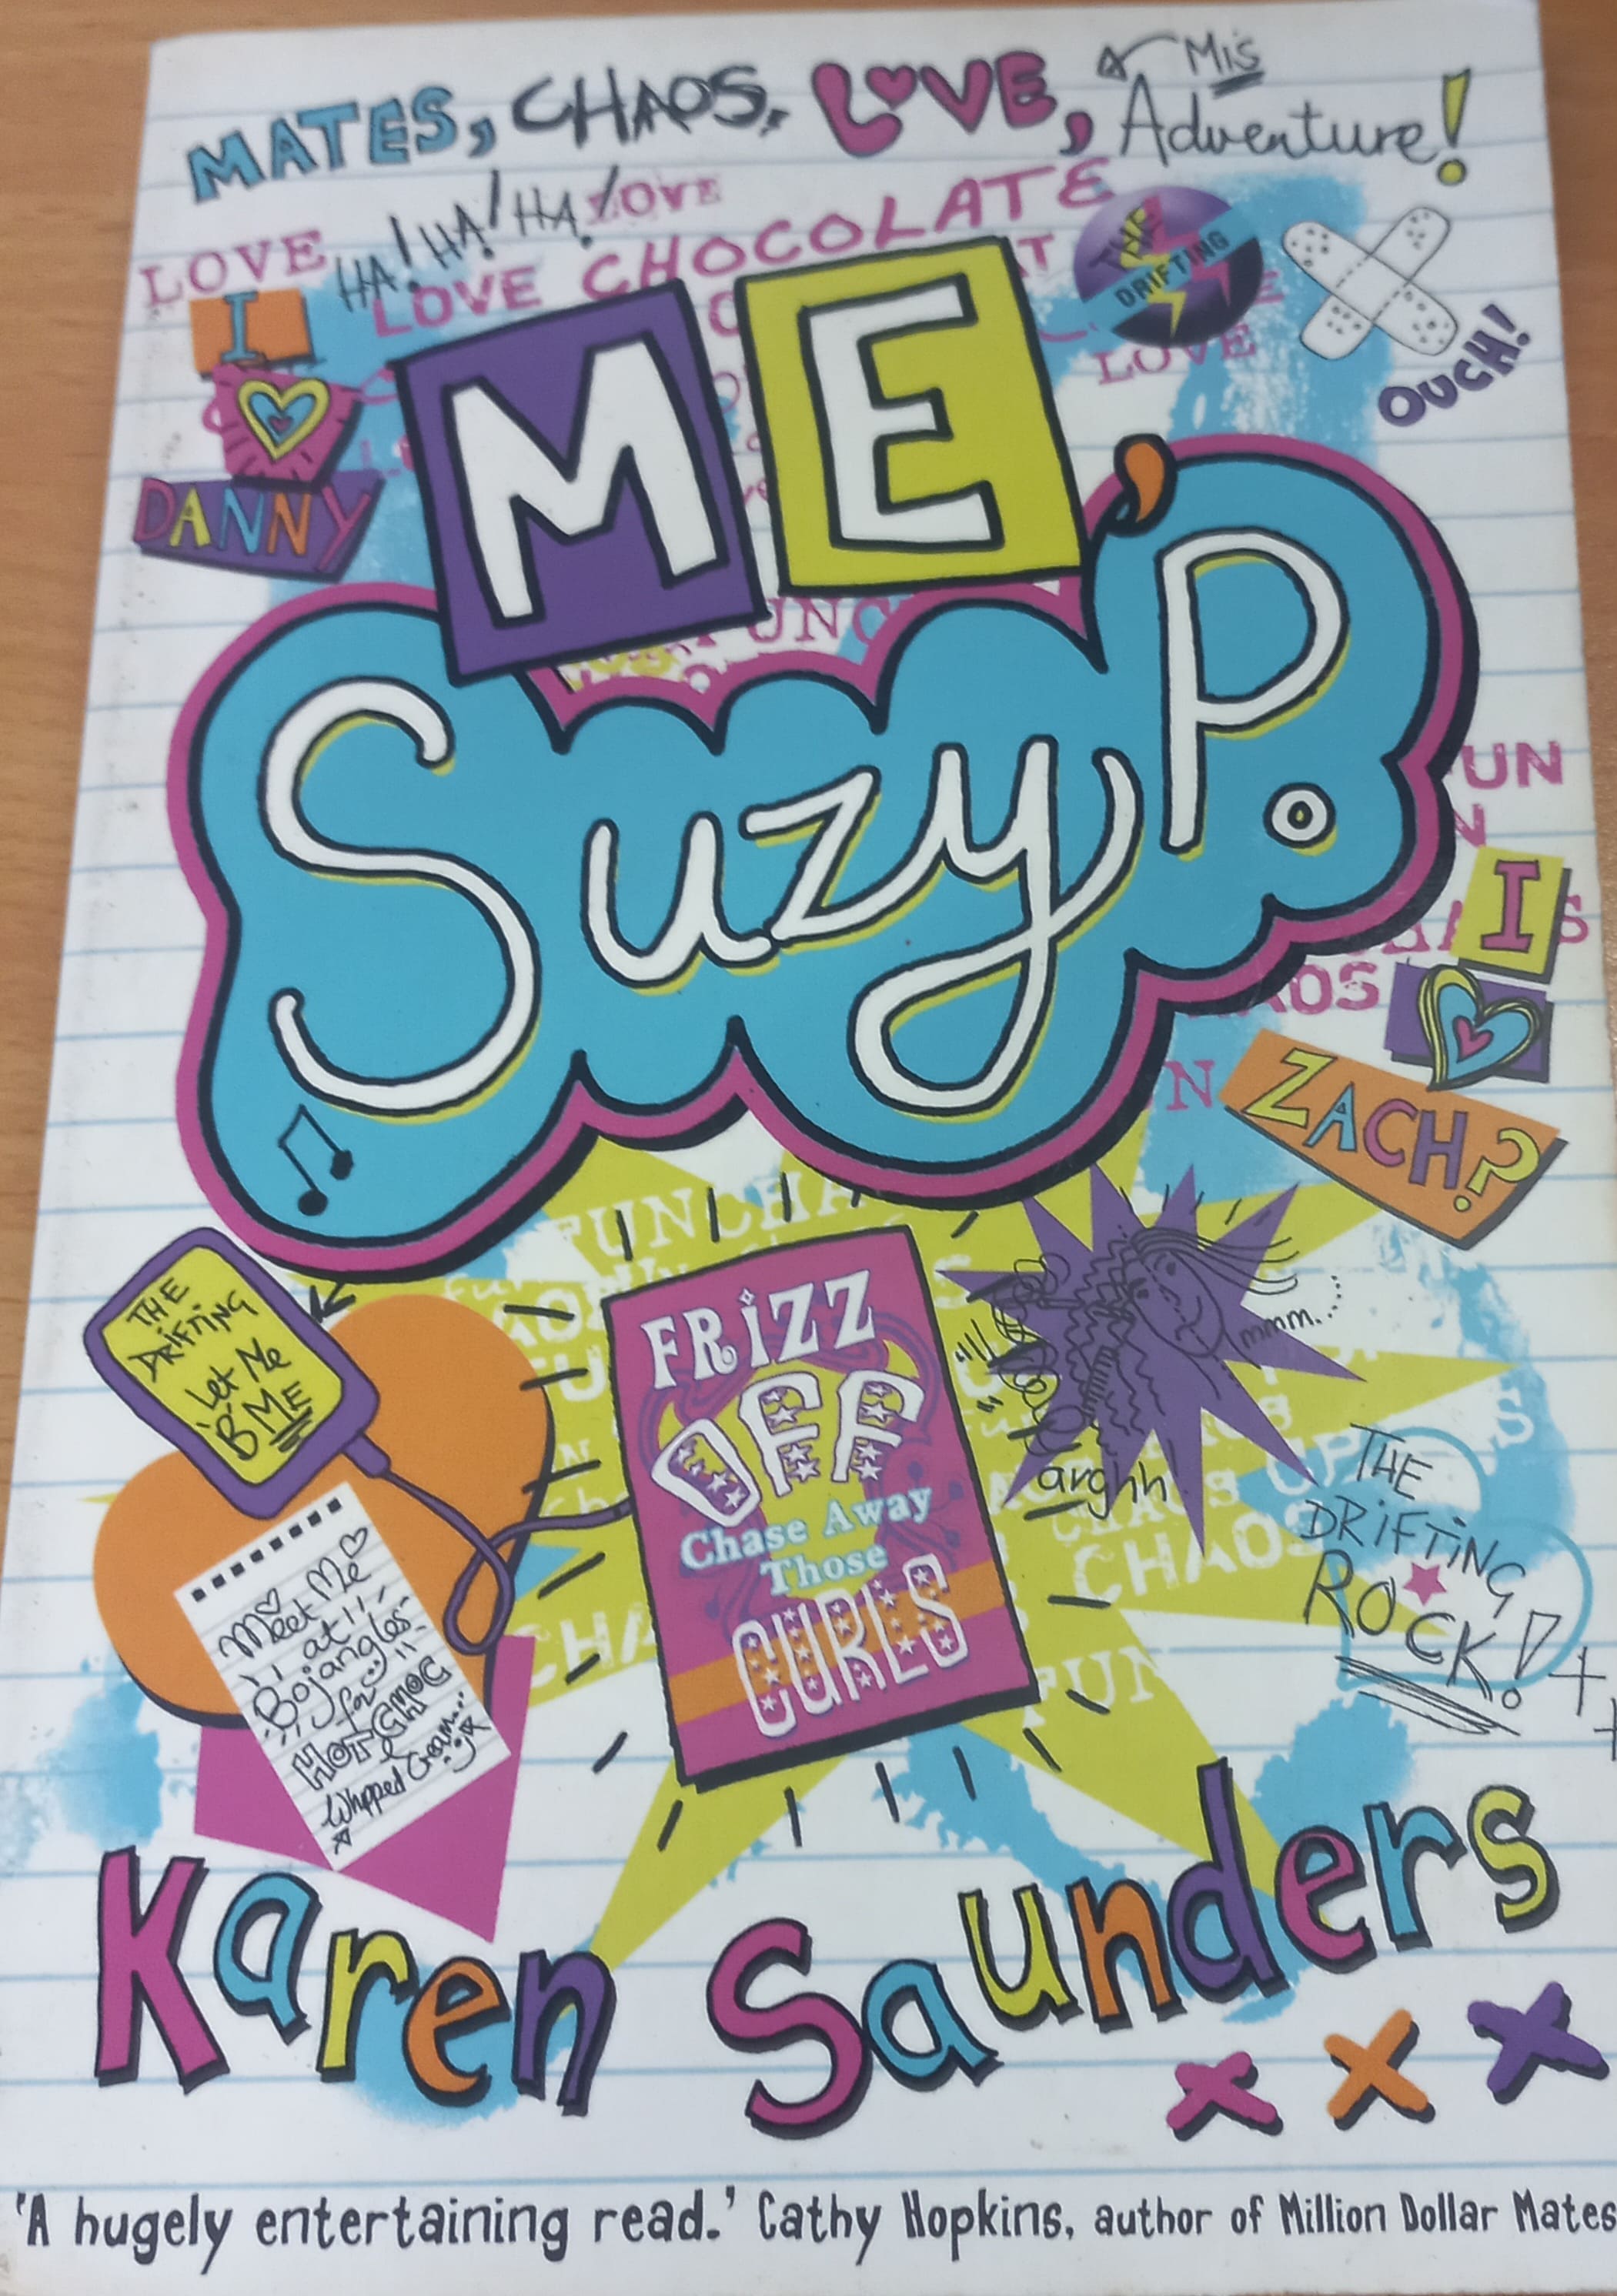 MATES, CHAOS, LOVE, Mis Adventure!
HA! HA! HA! LOVE
LOVE
LOVE CHOCOLATE
THE
DRIFTING
LOVE
OUCH!
I
DANNY
ME,
Suzy P.
UN
N
I
ZACH?
FUNCHA
THE
DRIFTING
'Let Me
B' ME
FRIZZ
OFF
Chase Away
Those
CURLS
mmm...
arghh
THE
DRIFTING
ROCK!
CHAOS
CHAOS
FUN
Meet Me
at
Bojangles
for
HOT CHOC
&
Whipped Cream...
Karen Saunders
x x x
'A hugely entertaining read.' Cathy Hopkins, author of Million Dollar Mates